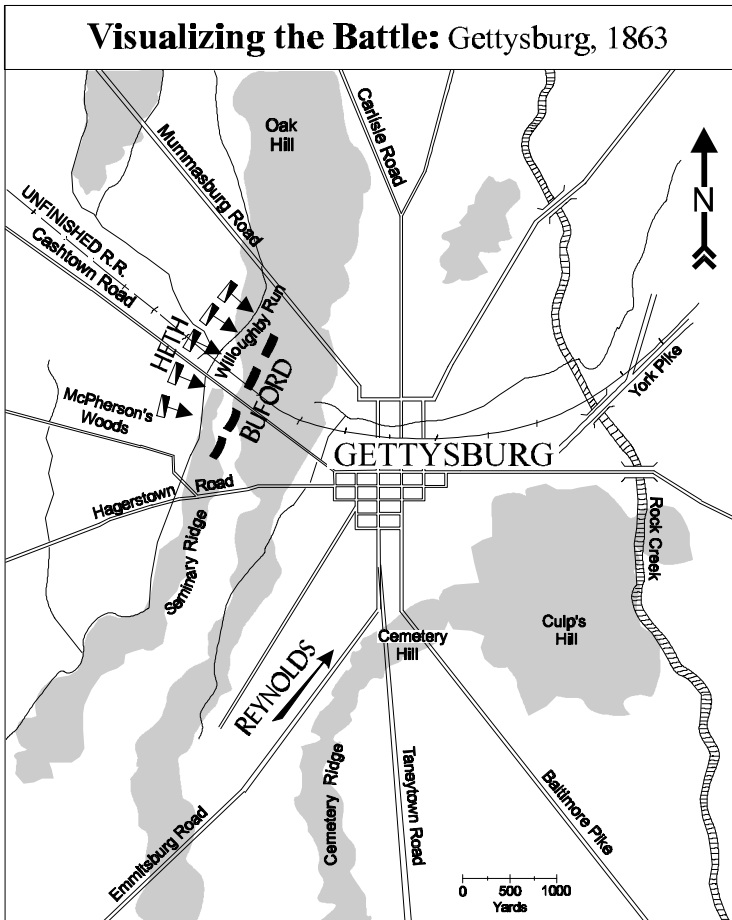 Visualizing the Battle: Gettysburg, 1863
Oak
Hill
Carlisle Road
Mummasburg Road
N
UNFINISHED R.R.
Cashtown Road
HETH
Willoughby Run
BUFORD
McPherson's
Woods
York Pike
GETTYSBURG
Hagerstown Road
Seminary Ridge
Rock Creek
Culp's
Hill
Cemetery
Hill
REYNOLDS
Cemetery Ridge
Taneytown Road
Baltimore Pike
Emmitsburg Road
0 500 1000
Yards